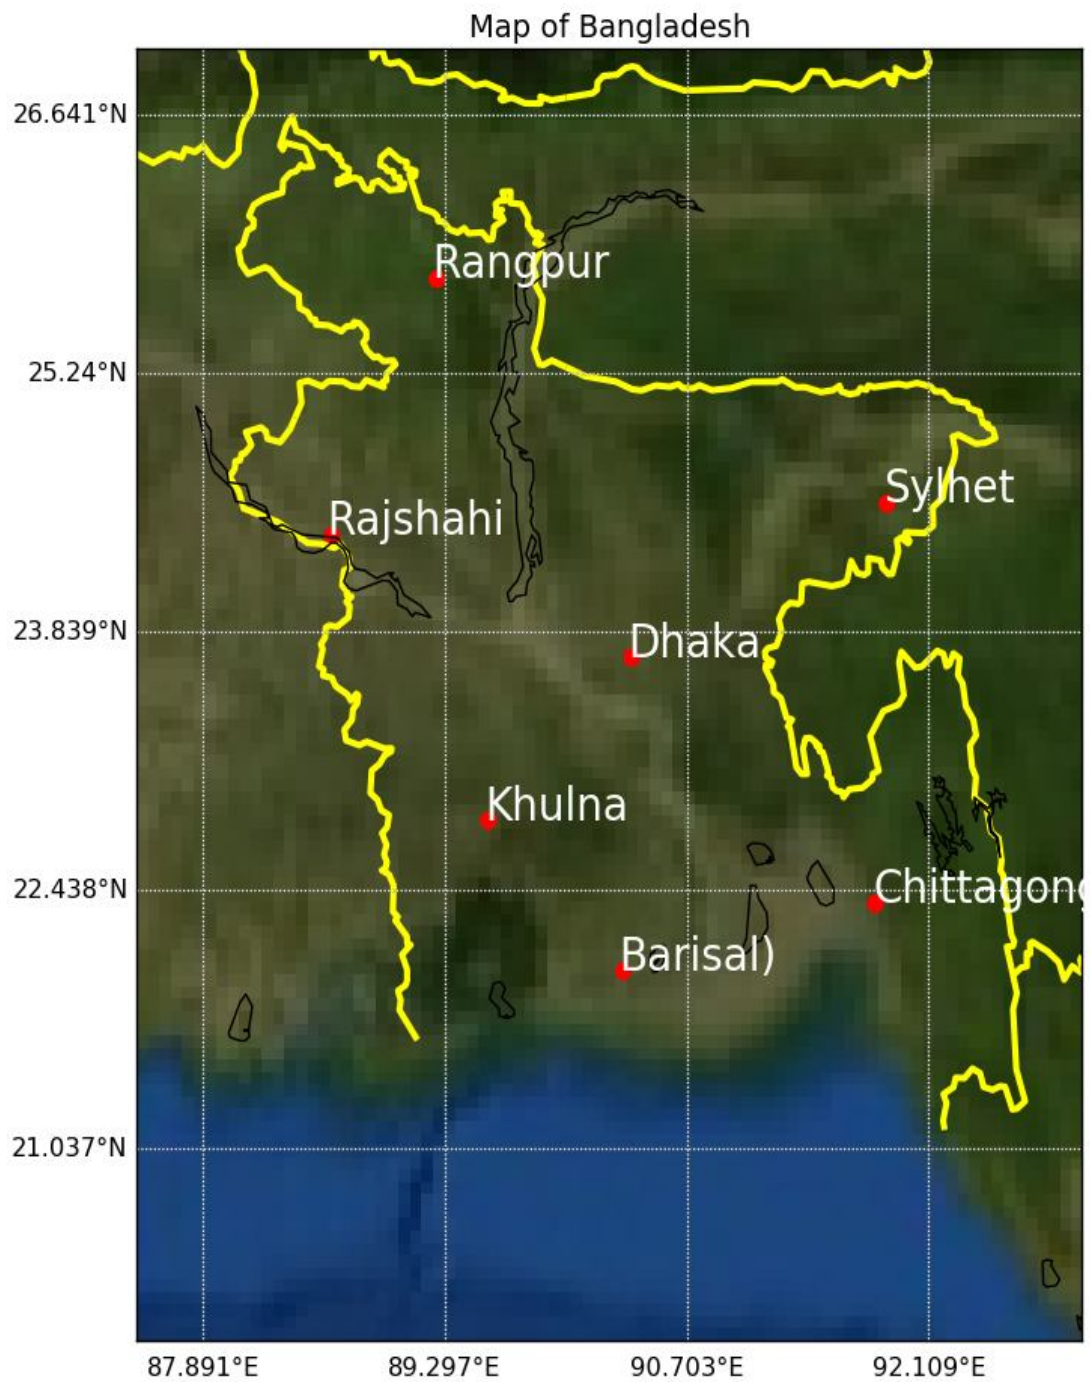 Map of Bangladesh
26.641°N
Rangpur
25.24°N
Sylhet
Rajshahi
23.839°N
Dhaka
Khulna
22.438°N
Chittagong
Barisal)
21.037°N
87.891°E 89.297°E 90.703°E 92.109°E